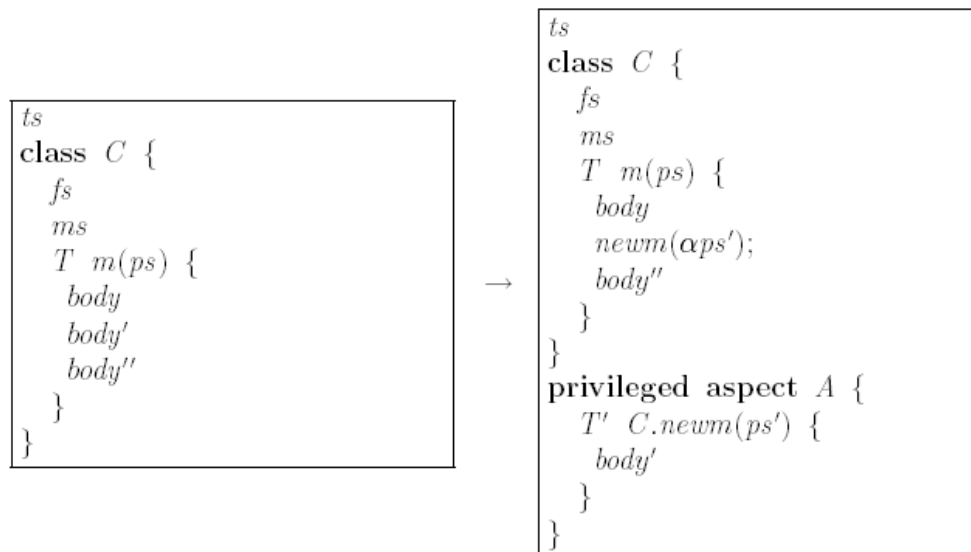 ts
class C {
fs
ms
T m(ps) {
body
body′
body″
}
}
→
ts
class C {
fs
ms
T m(ps) {
body
newm(αps′);
body″
}
}
privileged aspect A {
T′ C.newm(ps′) {
body′
}
}